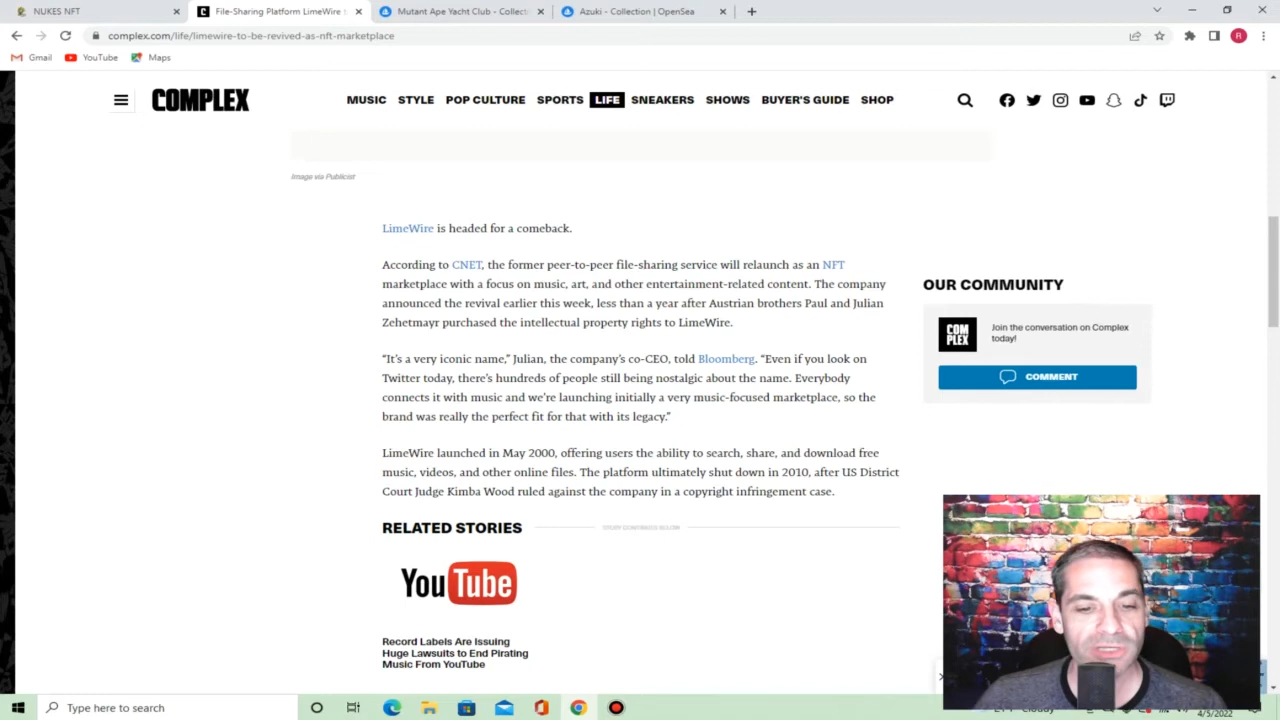 NUKES NFT
File-Sharing Platform LimeWire
Mutant Ape Yacht Club - Collect
Azuki - Collection | OpenSea
complex.com/life/limewire-to-be-revived-as-nft-marketplace
R
Gmail
YouTube
Maps
COMPLEX
MUSIC STYLE POP CULTURE SPORTS LIFE SNEAKERS SHOWS BUYER'S GUIDE SHOP
Image via Publicist
LimeWire is headed for a comeback.
According to CNET, the former peer-to-peer file-sharing service will relaunch as an NFT
marketplace with a focus on music, art, and other entertainment-related content. The company
announced the revival earlier this week, less than a year after Austrian brothers Paul and Julian
Zehetmayr purchased the intellectual property rights to LimeWire.
“It’s a very iconic name,” Julian, the company’s co-CEO, told Bloomberg. “Even if you look on
Twitter today, there’s hundreds of people still being nostalgic about the name. Everybody
connects it with music and we’re launching initially a very music-focused marketplace, so the
brand was really the perfect fit for that with its legacy.”
LimeWire launched in May 2000, offering users the ability to search, share, and download free
music, videos, and other online files. The platform ultimately shut down in 2010, after US District
Court Judge Kimba Wood ruled against the company in a copyright infringement case.
RELATED STORIES
STORY CONTINUES BELOW
YouTube
Record Labels Are Issuing
Huge Lawsuits to End Pirating
Music From YouTube
OUR COMMUNITY
COM
PLEX
Join the conversation on Complex
today!
COMMENT
Type here to search
Cloudy
4/5/2022